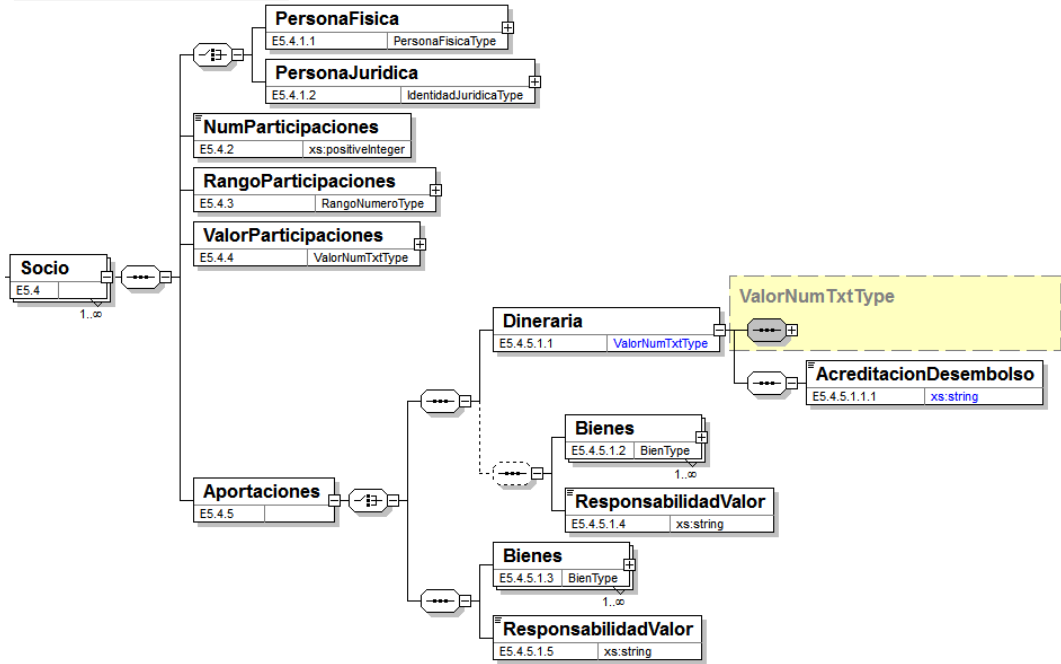 PersonaFisica
E5.4.1.1 PersonaFisicaType
PersonaJuridica
E5.4.1.2 IdentidadJuridicaType
NumParticipaciones
E5.4.2 xs:positiveInteger
RangoParticipaciones
E5.4.3 RangoNumeroType
ValorParticipaciones
E5.4.4 ValorNumTxtType
Socio
E5.4
1..∞
ValorNumTxtType
Dineraria
E5.4.5.1.1 ValorNumTxtType
AcreditacionDesembolso
E5.4.5.1.1.1 xs:string
Bienes
E5.4.5.1.2 BienType
1..∞
ResponsabilidadValor
E5.4.5.1.4 xs:string
Aportaciones
E5.4.5
Bienes
E5.4.5.1.3 BienType
1..∞
ResponsabilidadValor
E5.4.5.1.5 xs:string